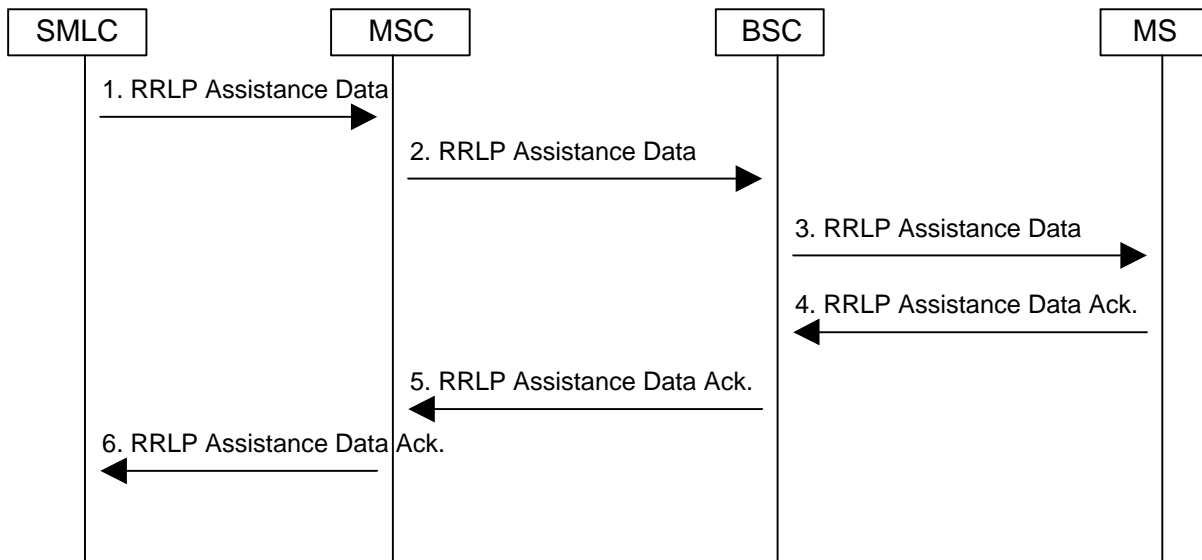 SMLC
MSC
BSC
MS
1. RRLP Assistance Data
2. RRLP Assistance Data
3. RRLP Assistance Data
4. RRLP Assistance Data Ack.
5. RRLP Assistance Data Ack.
6. RRLP Assistance Data Ack.